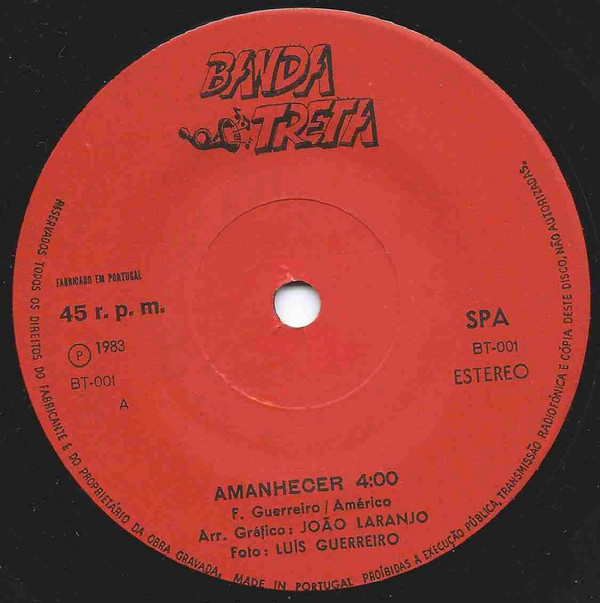 BANDA
TRETA
FABRICADO EM PORTUGAL
45 r. p. m.
℗ 1983
BT-001
A
SPA
BT-001
ESTEREO
AMANHECER 4:00
F. Guerreiro / Américo
Arr. Gráfico: JOÃO LARANJO
Foto: LUÍS GUERREIRO
RESERVADOS TODOS OS DIREITOS DO FABRICANTE E DO PROPRIETÁRIO DA OBRA GRAVADA. MADE IN PORTUGAL PROÍBIDAS A EXECUÇÃO PÚBLICA, TRANSMISSÃO RADIOFÓNICA E CÓPIA DESTE DISCO, NÃO AUTORIZADAS.